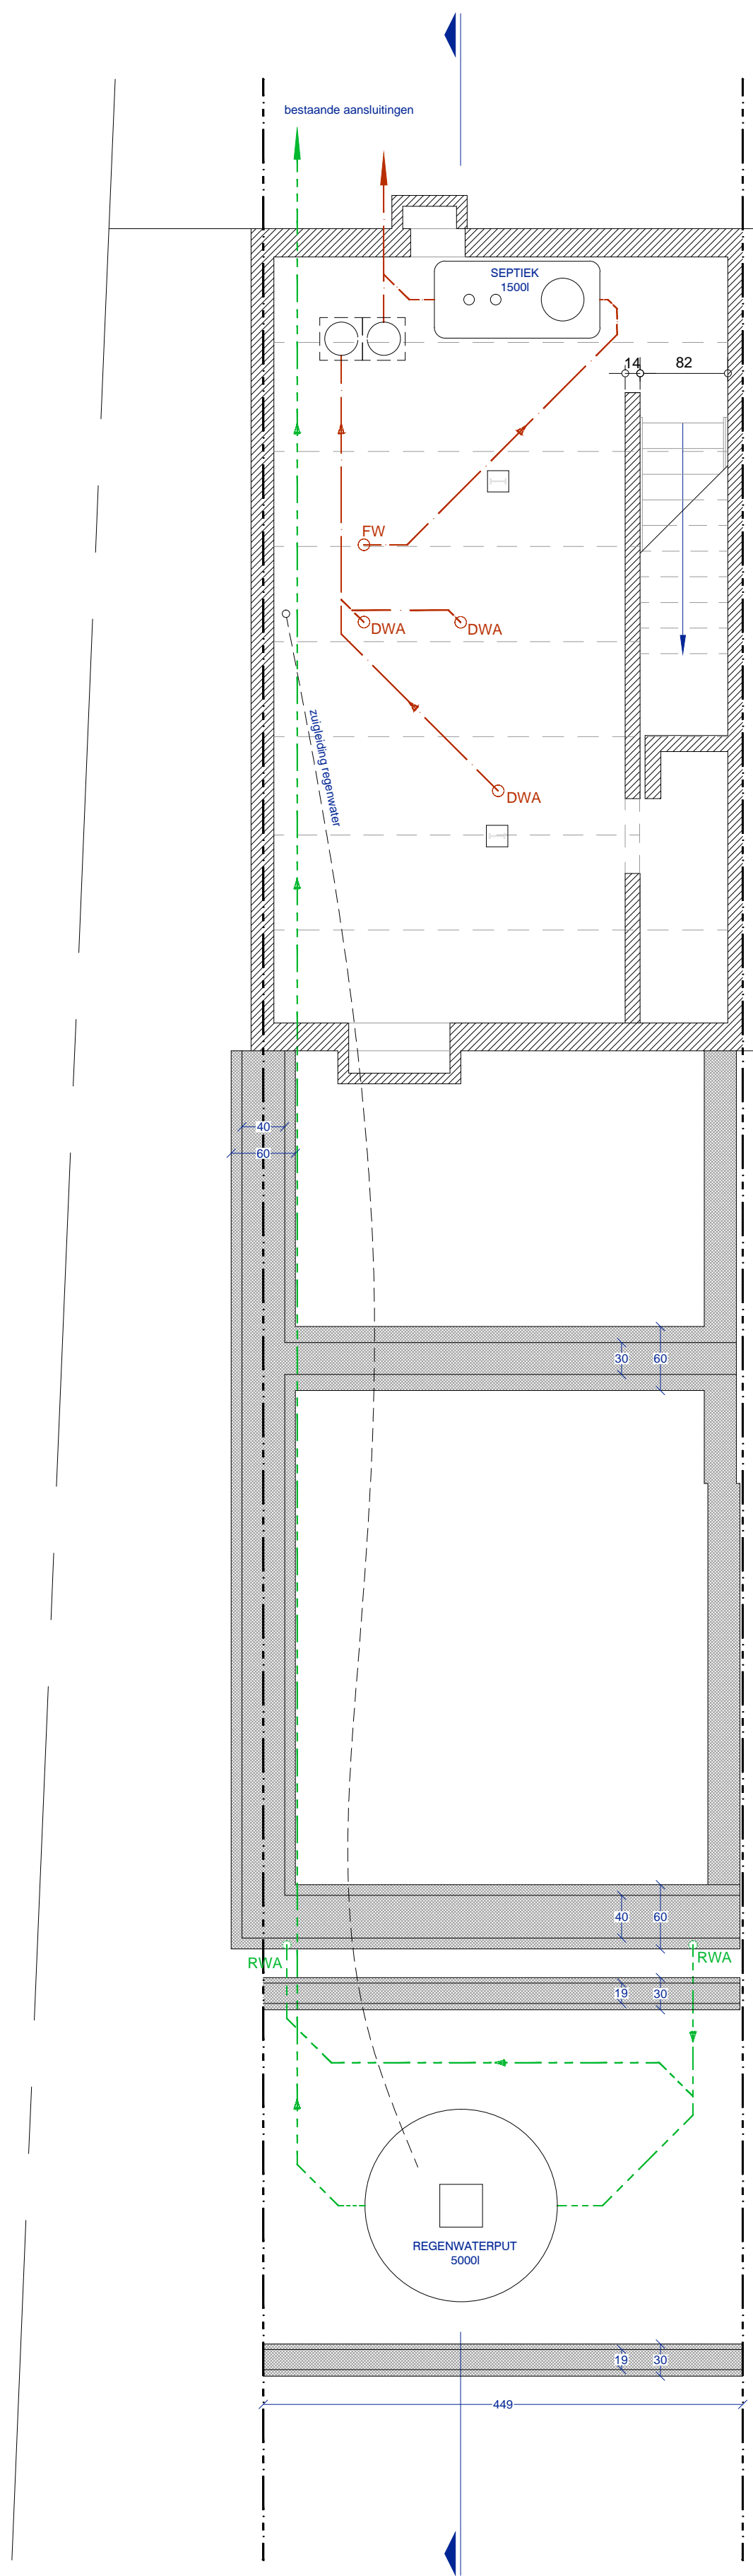 bestaande aansluitingen
SEPTIEK
1500l
14
82
FW
DWA
DWA
zuigleiding regenwater
DWA
40
60
30
60
40
60
RWA
RWA
19
30
REGENWATERPUT
5000l
19
30
449